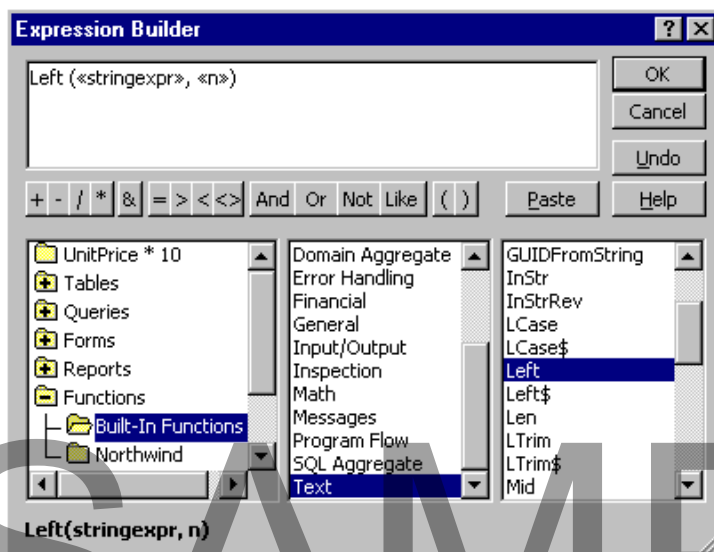 Expression Builder
? ×
Left («stringexpr», «n»)
OK
Cancel
Undo
+ - / * & = > < <> And Or Not Like ( ) Paste Help
UnitPrice * 10
Tables
Queries
Forms
Reports
Functions
Built-In Functions
Northwind
Domain Aggregate
Error Handling
Financial
General
Input/Output
Inspection
Math
Messages
Program Flow
SQL Aggregate
Text
GUIDFromString
InStr
InStrRev
LCase
LCase$
Left
Left$
Len
LTrim
LTrim$
Mid
Left(stringexpr, n)